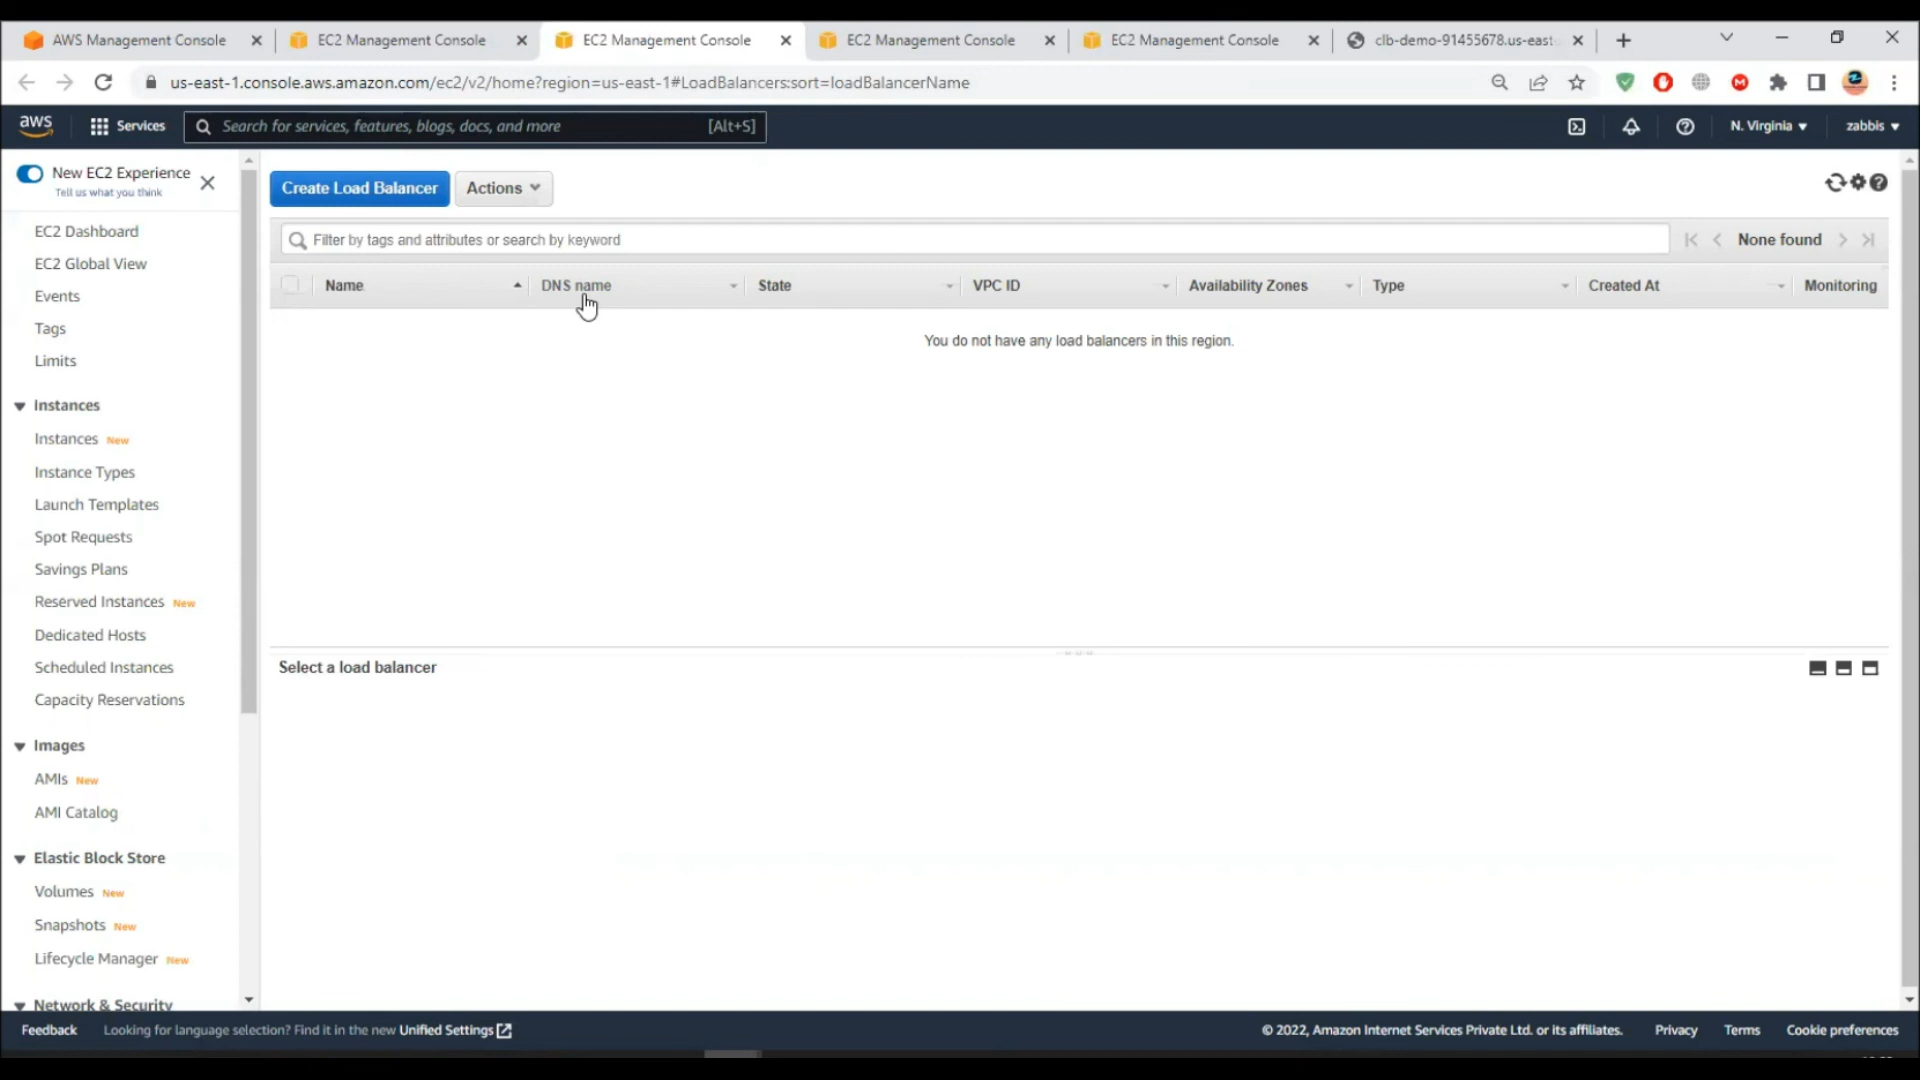 AWS Management Console
EC2 Management Console
EC2 Management Console
EC2 Management Console
EC2 Management Console
clb-demo-91455678.us-east-
us-east-1.console.aws.amazon.com/ec2/v2/home?region=us-east-1#LoadBalancers:sort=loadBalancerName
aws
Services
Search for services, features, blogs, docs, and more
[Alt+S]
N. Virginia
zabbis
New EC2 Experience
Tell us what you think
Create Load Balancer
Actions
EC2 Dashboard
EC2 Global View
Events
Tags
Limits
Instances
Instances New
Instance Types
Launch Templates
Spot Requests
Savings Plans
Reserved Instances New
Dedicated Hosts
Scheduled Instances
Capacity Reservations
Images
AMIs New
AMI Catalog
Elastic Block Store
Volumes New
Snapshots New
Lifecycle Manager New
Network & Security
Filter by tags and attributes or search by keyword
None found
Name
DNS name
State
VPC ID
Availability Zones
Type
Created At
Monitoring
You do not have any load balancers in this region.
Select a load balancer
Feedback
Looking for language selection? Find it in the new Unified Settings
© 2022, Amazon Internet Services Private Ltd. or its affiliates.
Privacy
Terms
Cookie preferences